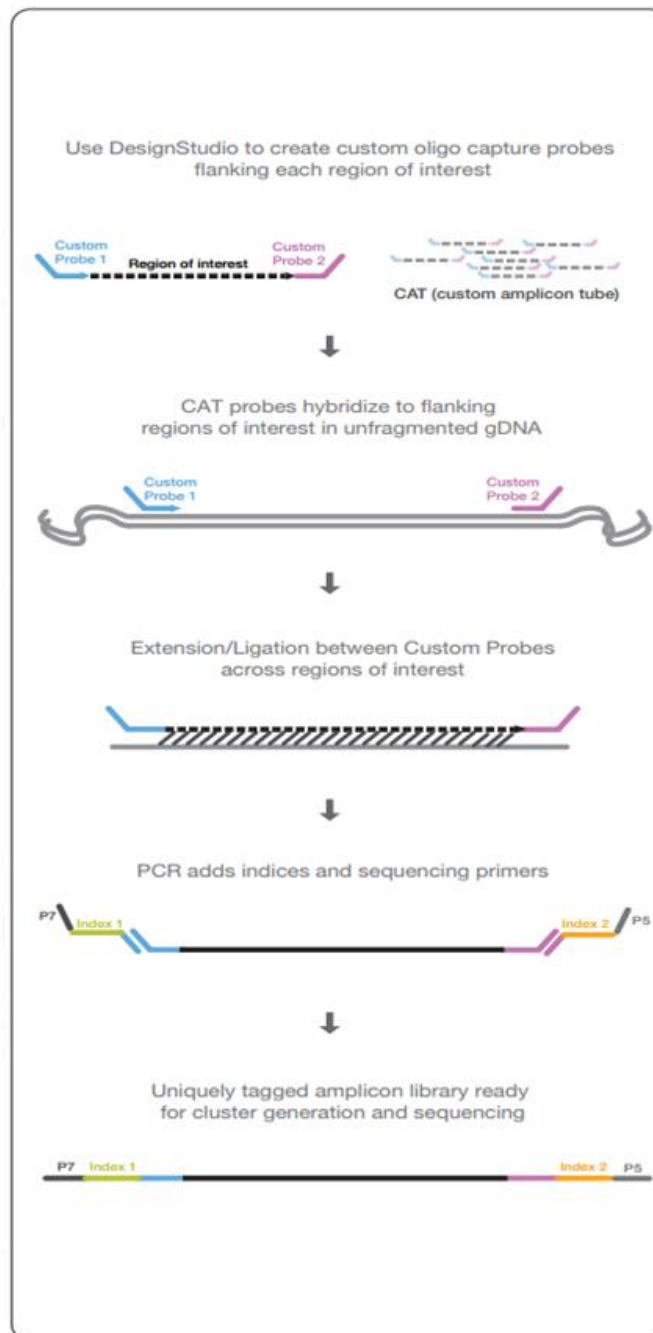 Use DesignStudio to create custom oligo capture probes
flanking each region of interest
Custom
Probe 1
Region of interest
Custom
Probe 2
CAT (custom amplicon tube)
CAT probes hybridize to flanking
regions of interest in unfragmented gDNA
Custom
Probe 1
Custom
Probe 2
Extension/Ligation between Custom Probes
across regions of interest
PCR adds indices and sequencing primers
P7
Index 1
Index 2
P5
Uniquely tagged amplicon library ready
for cluster generation and sequencing
P7
Index 1
Index 2
P5